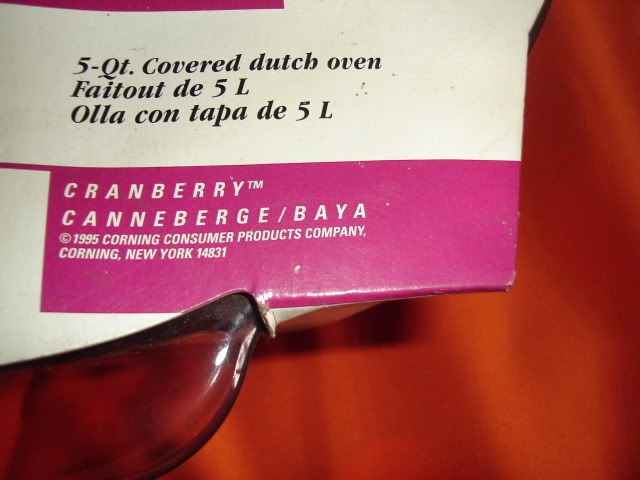 5-Qt. Covered dutch oven
Faitout de 5 L
Olla con tapa de 5 L
CRANBERRY™
CANNEBERGE/BAYA
©1995 CORNING CONSUMER PRODUCTS COMPANY,
CORNING, NEW YORK 14831